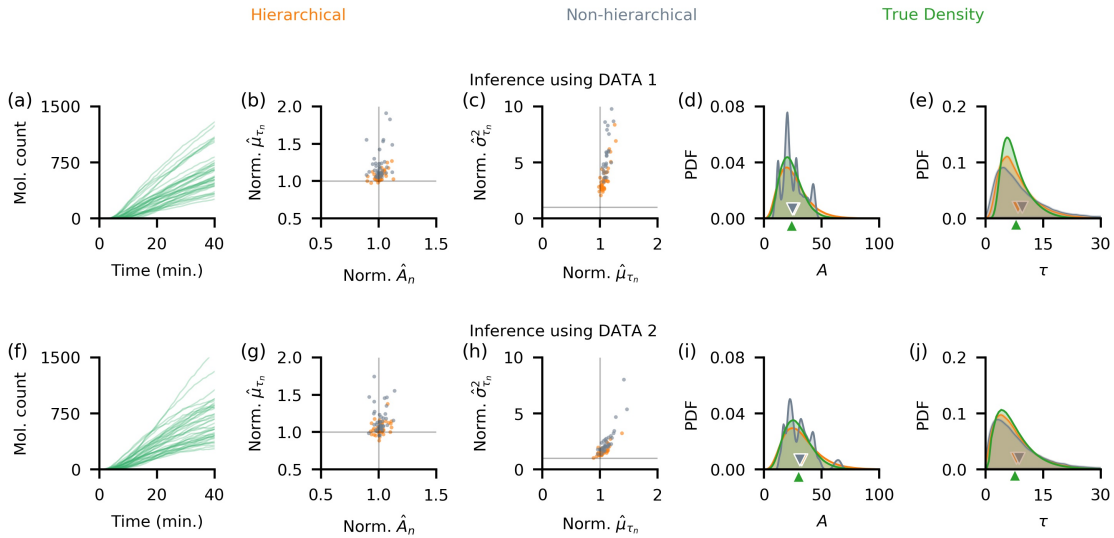 Hierarchical Non-hierarchical True Density
Inference using DATA 1
(a) (b) (c) (d) (e)
Mol. count
1500
750
0
0 20 40
Time (min.)
Norm. μ̂τₙ
2.0
1.5
1.0
0.5
0.5 1.0 1.5
Norm. Âₙ
Norm. σ̂²τₙ
10
5
0
0 1 2
Norm. μ̂τₙ
PDF
0.08
0.04
0.00
0 50 100
A
PDF
0.2
0.1
0.0
0 15 30
τ
Inference using DATA 2
(f) (g) (h) (i) (j)
Mol. count
1500
750
0
0 20 40
Time (min.)
Norm. μ̂τₙ
2.0
1.5
1.0
0.5
0.5 1.0 1.5
Norm. Âₙ
Norm. σ̂²τₙ
10
5
0
0 1 2
Norm. μ̂τₙ
PDF
0.08
0.04
0.00
0 50 100
A
PDF
0.2
0.1
0.0
0 15 30
τ